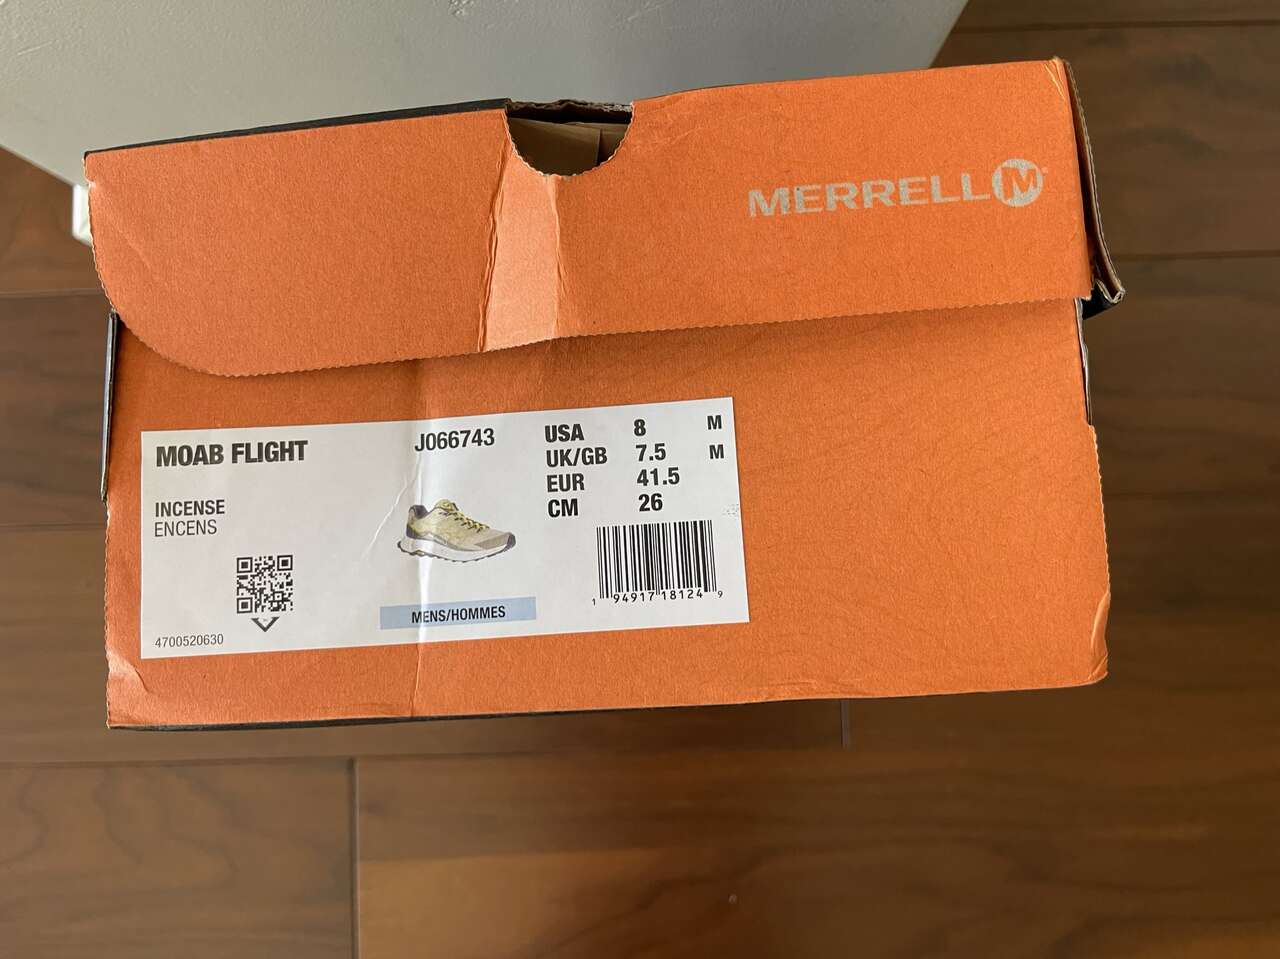 MERRELL M
MOAB FLIGHT
J066743
USA 8 M
UK/GB 7.5 M
EUR 41.5
CM 26
INCENSE
ENCENS
1 94917 18124 9
MENS/HOMMES
4700520630